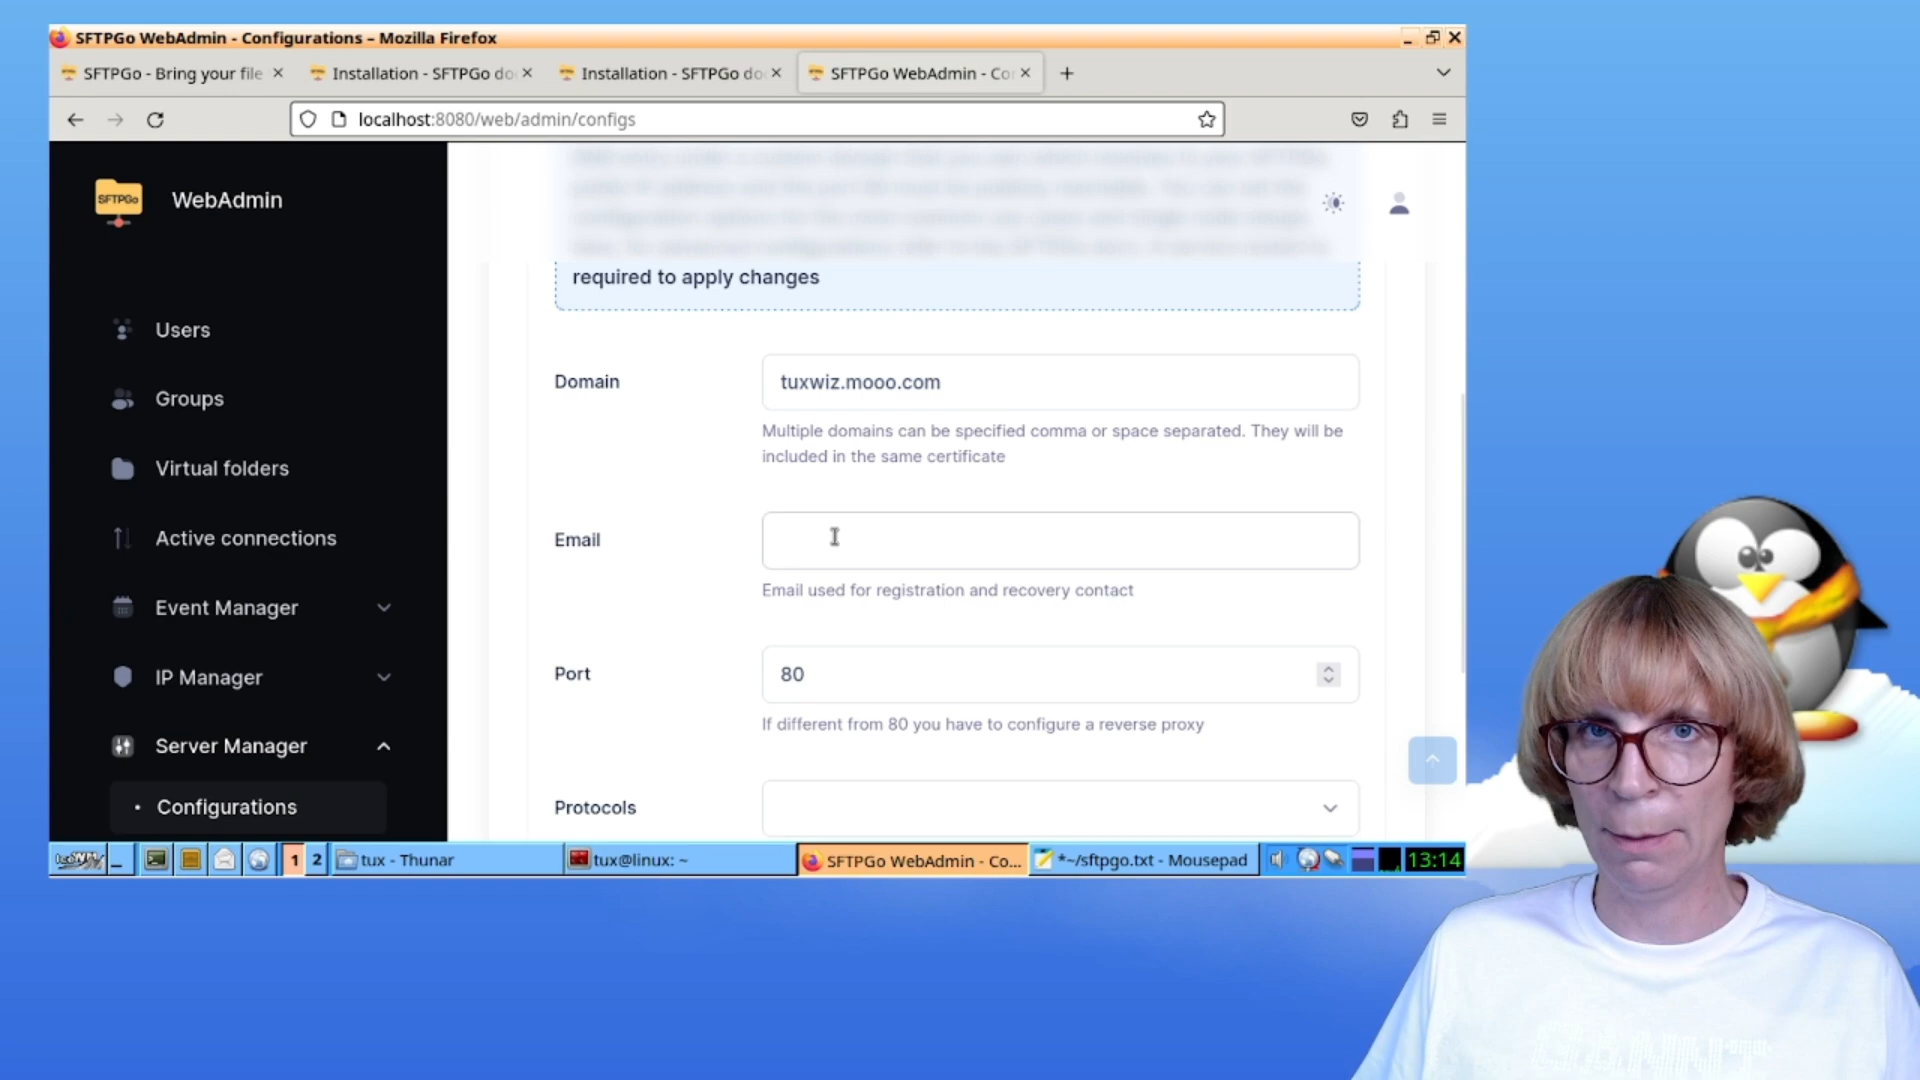 SFTPGo WebAdmin - Configurations – Mozilla Firefox
SFTPGo - Bring your file
Installation - SFTPGo do
Installation - SFTPGo do
SFTPGo WebAdmin - Co
localhost:8080/web/admin/configs
SFTPGo
WebAdmin
Users
Groups
Virtual folders
Active connections
Event Manager
IP Manager
Server Manager
Configurations
required to apply changes
Domain
tuxwiz.mooo.com
Multiple domains can be specified comma or space separated. They will be
included in the same certificate
Email
Email used for registration and recovery contact
Port
80
If different from 80 you have to configure a reverse proxy
Protocols
1
2
tux - Thunar
tux@linux: ~
SFTPGo WebAdmin - Co...
*~/sftpgo.txt - Mousepad
13:14